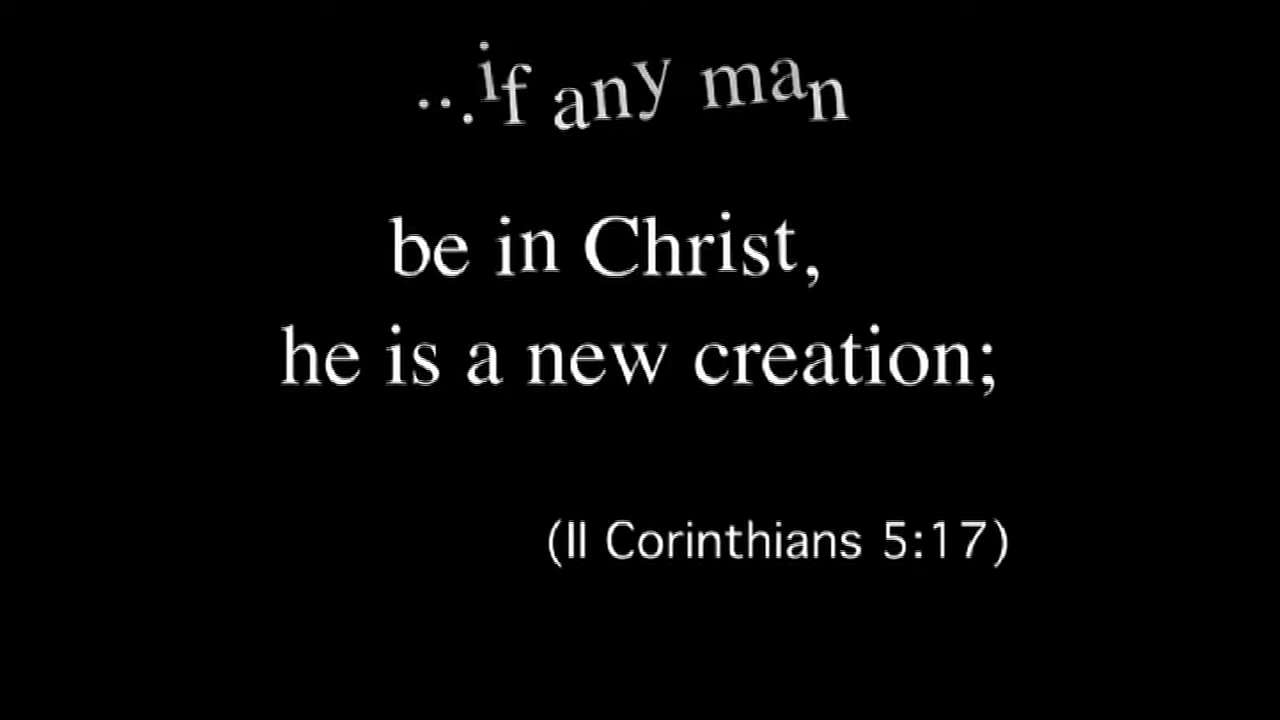 ...if any man
be in Christ,
he is a new creation;
(II Corinthians 5:17)